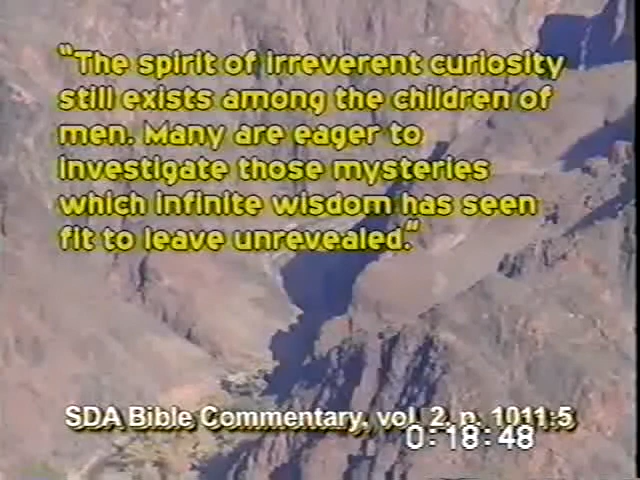 "The spirit of irreverent curiosity
still exists among the children of
men. Many are eager to
investigate those mysteries
which infinite wisdom has seen
fit to leave unrevealed."
SDA Bible Commentary, vol. 2, p. 1011:5
0:18:48